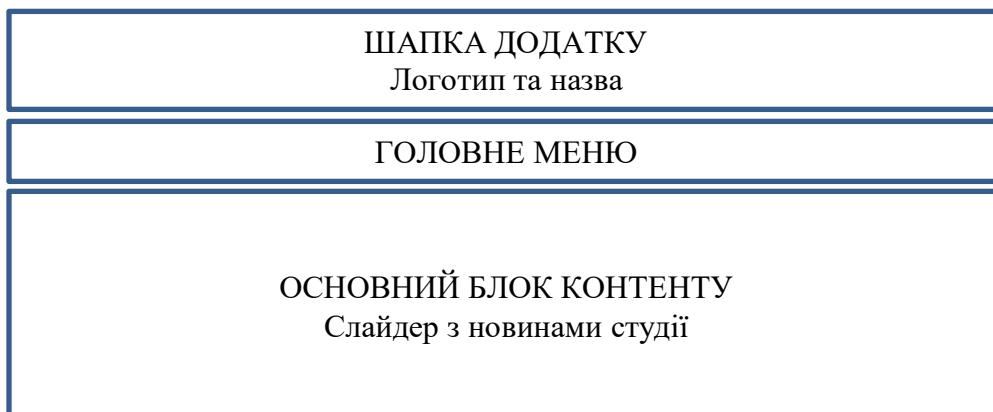 ШАПКА ДОДАТКУ
Логотип та назва
ГОЛОВНЕ МЕНЮ
ОСНОВНИЙ БЛОК КОНТЕНТУ
Слайдер з новинами студії